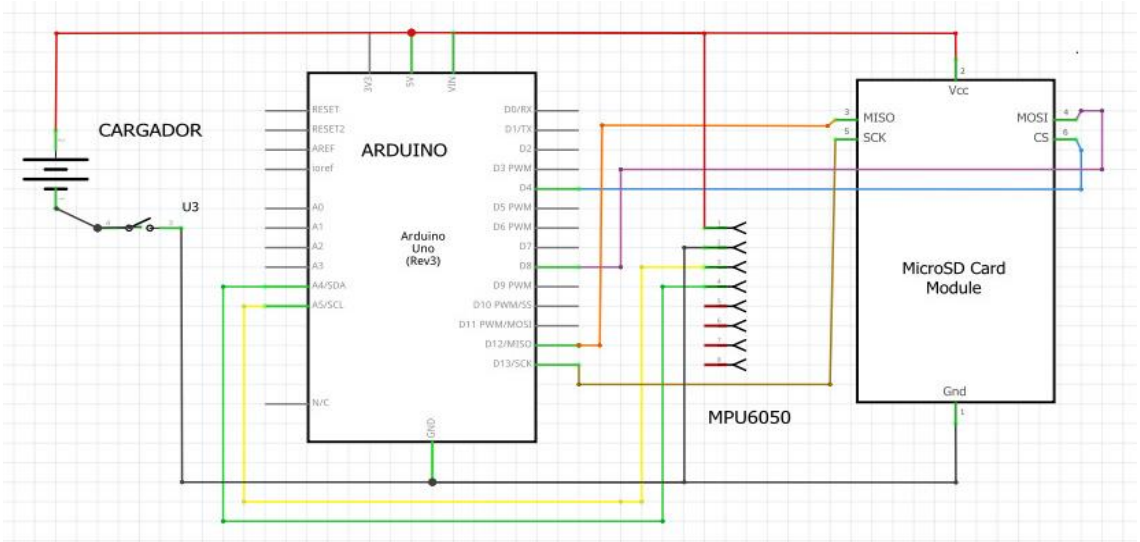 CARGADOR
U3
4
3
ARDUINO
Arduino
Uno
(Rev3)
3V3
5V
VIN
RESET
RESET2
AREF
ioref
A0
A1
A2
A3
A4/SDA
A5/SCL
N/C
D0/RX
D1/TX
D2
D3 PWM
D4
D5 PWM
D6 PWM
D7
D8
D9 PWM
D10 PWM/SS
D11 PWM/MOSI
D12/MISO
D13/SCK
GND
1
2
3
4
5
6
7
8
MPU6050
2
Vcc
3
MISO
5
SCK
4
MOSI
6
CS
MicroSD Card
Module
Gnd
1